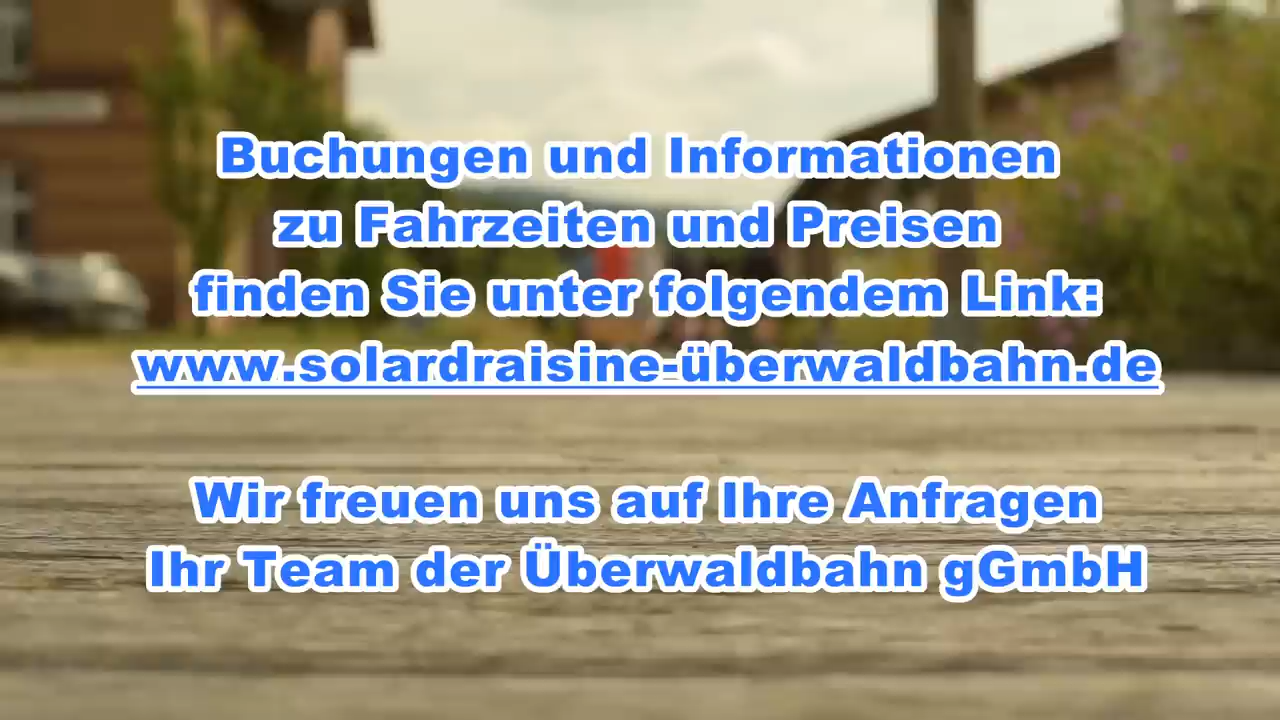 Buchungen und Informationen
zu Fahrzeiten und Preisen
finden Sie unter folgendem Link:
www.solardraisine-überwaldbahn.de
Wir freuen uns auf Ihre Anfragen
Ihr Team der Überwaldbahn gGmbH